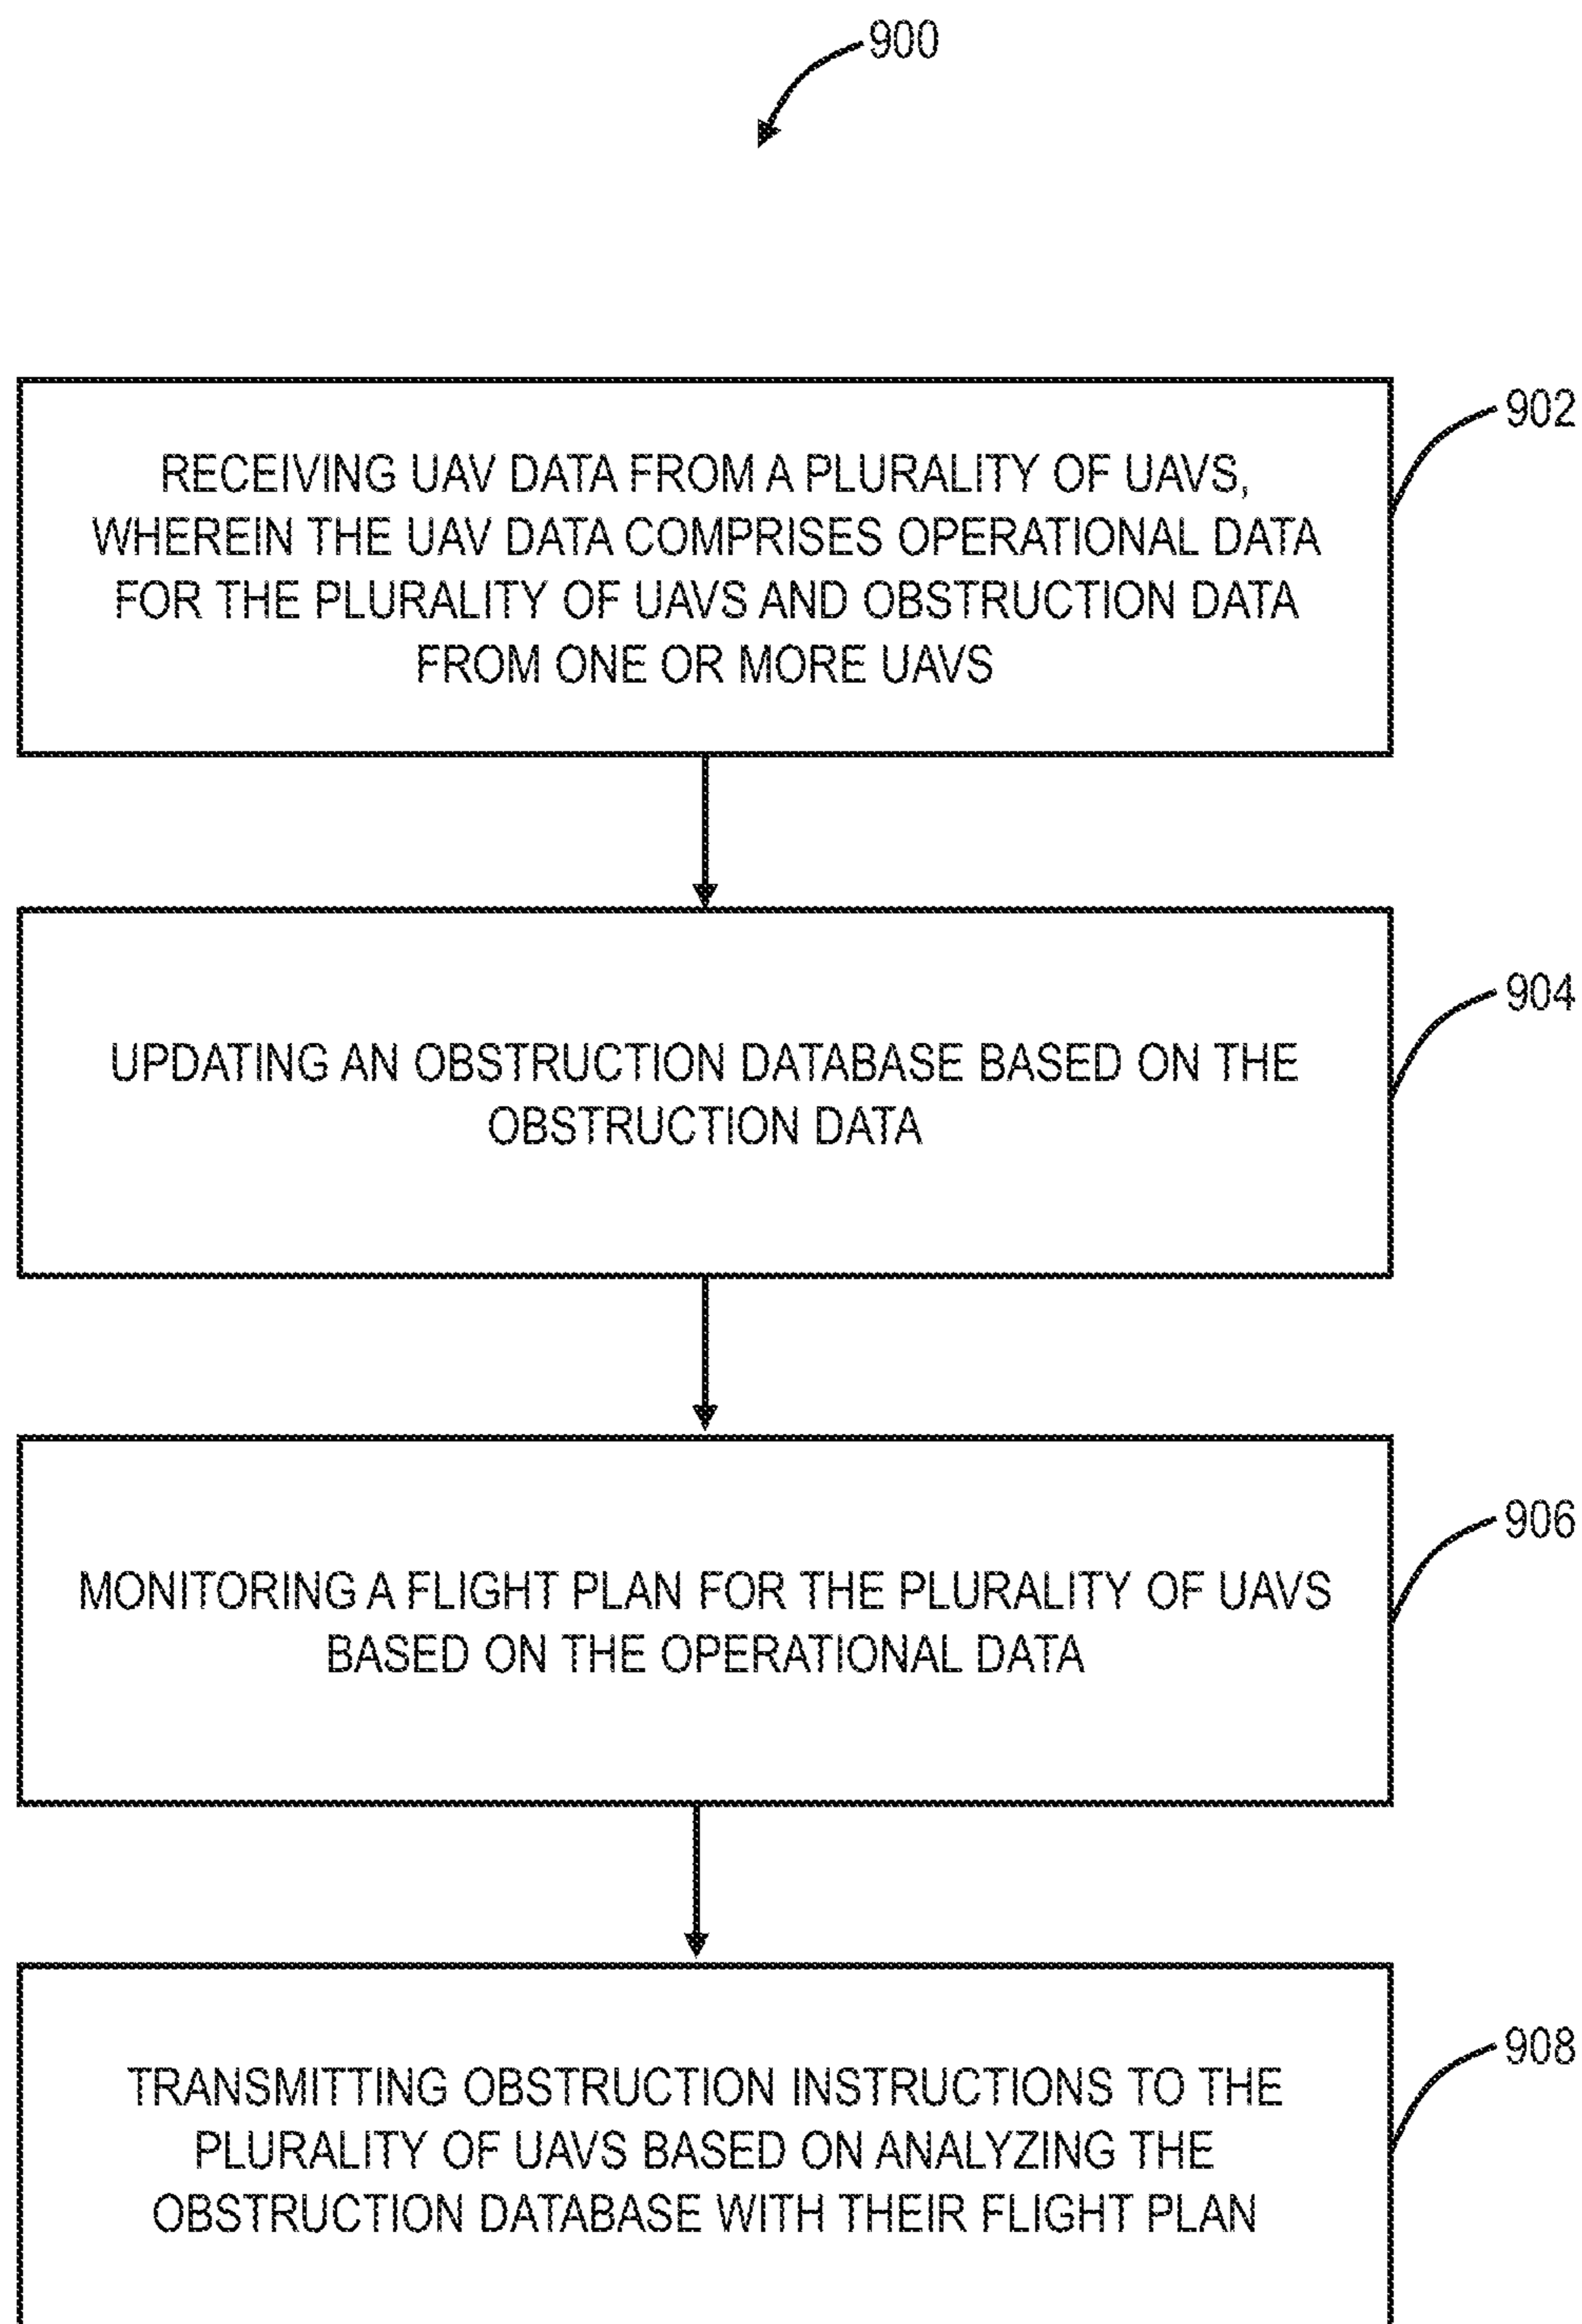 900
902
RECEIVING UAV DATA FROM A PLURALITY OF UAVS,
WHEREIN THE UAV DATA COMPRISES OPERATIONAL DATA
FOR THE PLURALITY OF UAVS AND OBSTRUCTION DATA
FROM ONE OR MORE UAVS
904
UPDATING AN OBSTRUCTION DATABASE BASED ON THE
OBSTRUCTION DATA
906
MONITORING A FLIGHT PLAN FOR THE PLURALITY OF UAVS
BASED ON THE OPERATIONAL DATA
908
TRANSMITTING OBSTRUCTION INSTRUCTIONS TO THE
PLURALITY OF UAVS BASED ON ANALYZING THE
OBSTRUCTION DATABASE WITH THEIR FLIGHT PLAN